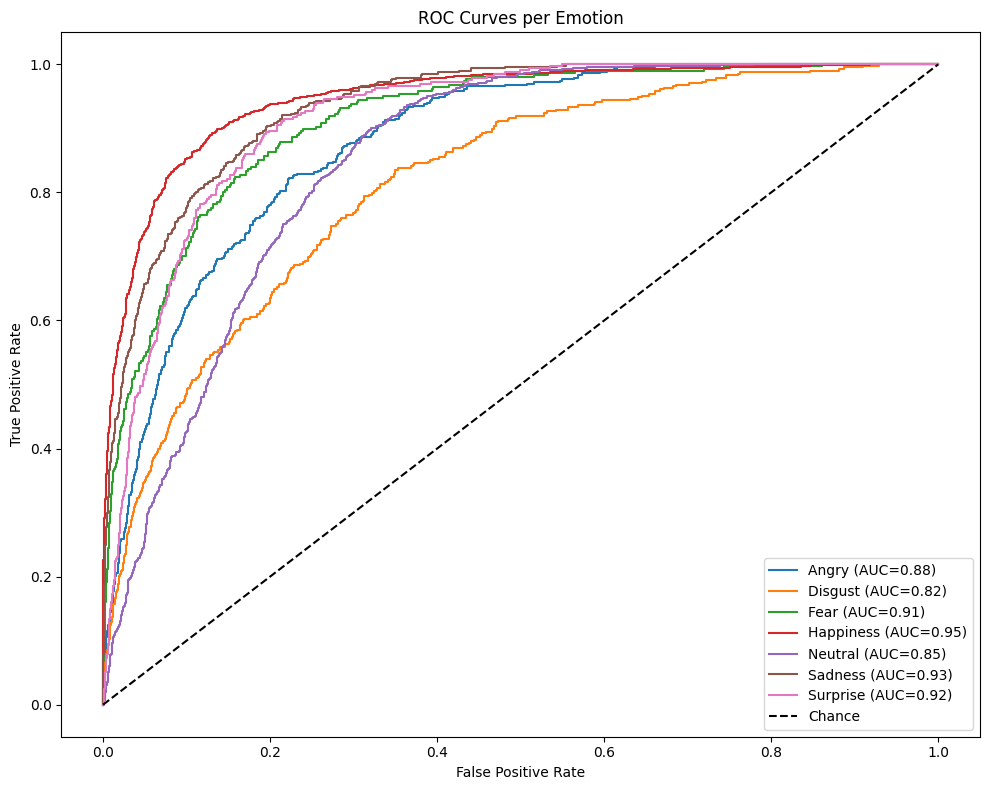 ROC Curves per Emotion
1.0
0.8
0.6
0.4
0.2
0.0
True Positive Rate
0.0 0.2 0.4 0.6 0.8 1.0
False Positive Rate
Angry (AUC=0.88)
Disgust (AUC=0.82)
Fear (AUC=0.91)
Happiness (AUC=0.95)
Neutral (AUC=0.85)
Sadness (AUC=0.93)
Surprise (AUC=0.92)
Chance